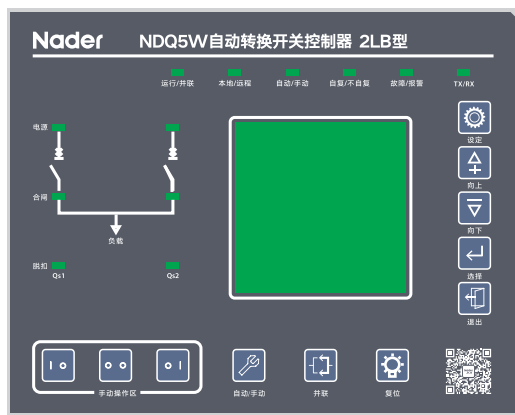 Nader NDQ5W自动转换开关控制器 2LB型
运行/并联 本地/远程 自动/手动 自复/不自复 故障/报警 TX/RX
电源
设定
向上
合闸
向下
负载
脱扣
Qs1 Qs2
选择
退出
I O O O O I
手动操作区 自动/手动 并联 复位